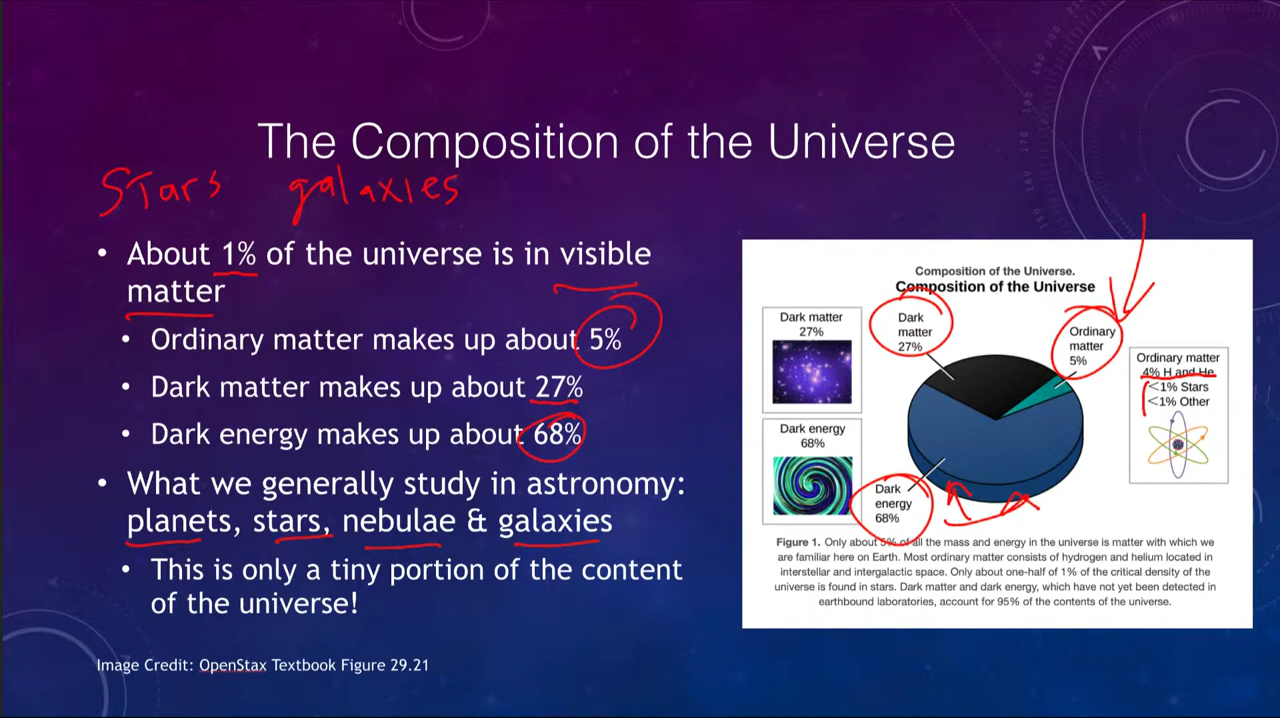 The Composition of the Universe
Stars galaxies
• About 1% of the universe is in visible
matter
• Ordinary matter makes up about 5%
• Dark matter makes up about 27%
• Dark energy makes up about 68%
• What we generally study in astronomy:
planets, stars, nebulae & galaxies
• This is only a tiny portion of the content
of the universe!
Image Credit: OpenStax Textbook Figure 29.21
Composition of the Universe.
Composition of the Universe
Dark matter
27%
Dark energy
68%
Dark
matter
27%
Ordinary
matter
5%
Dark
energy
68%
Ordinary matter
4% H and He
<1% Stars
<1% Other
Figure 1. Only about 5% of all the mass and energy in the universe is matter with which we
are familiar here on Earth. Most ordinary matter consists of hydrogen and helium located in
interstellar and intergalactic space. Only about one-half of 1% of the critical density of the
universe is found in stars. Dark matter and dark energy, which have not yet been detected in
earthbound laboratories, account for 95% of the contents of the universe.